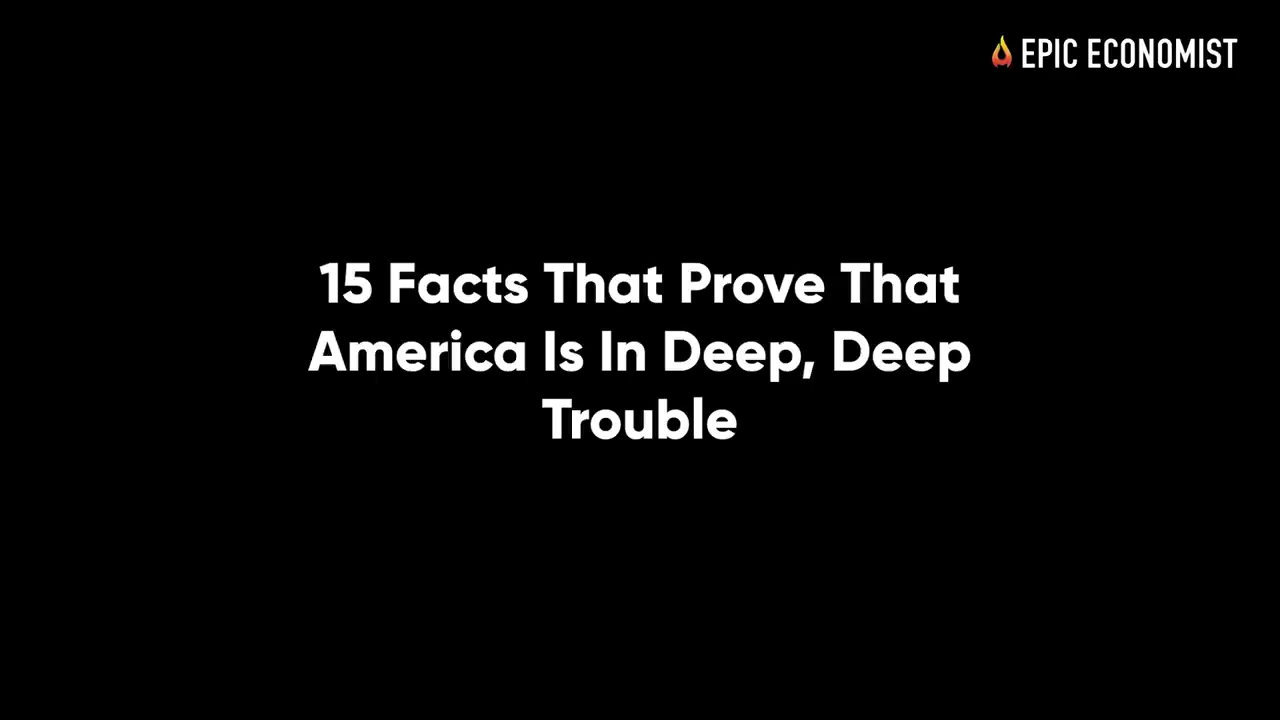 EPIC ECONOMIST
15 Facts That Prove That
America Is In Deep, Deep
Trouble